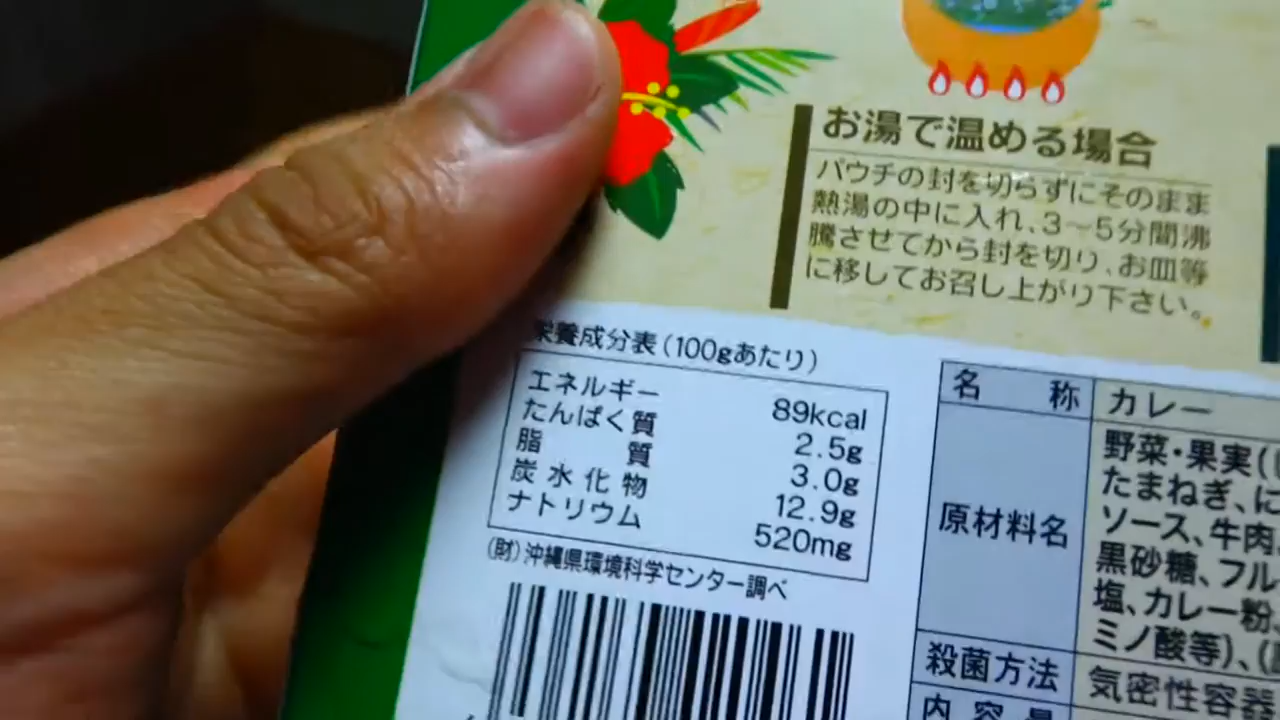 お湯で温める場合
パウチの封を切らずにそのまま
熱湯の中に入れ、3〜5分間沸
騰させてから封を切り、お皿等
に移してお召し上がり下さい。
栄養成分表(100gあたり)
エネルギー 89kcal
たんぱく質 2.5g
脂質 3.0g
炭水化物 12.9g
ナトリウム 520mg
(財)沖縄県環境科学センター調べ
名称 カレー
原材料名
野菜・果実(
たまねぎ、に
ソース、牛肉、
黒砂糖、フル
塩、カレー粉、
ミノ酸等)、(
殺菌方法 気密性容器
内容量